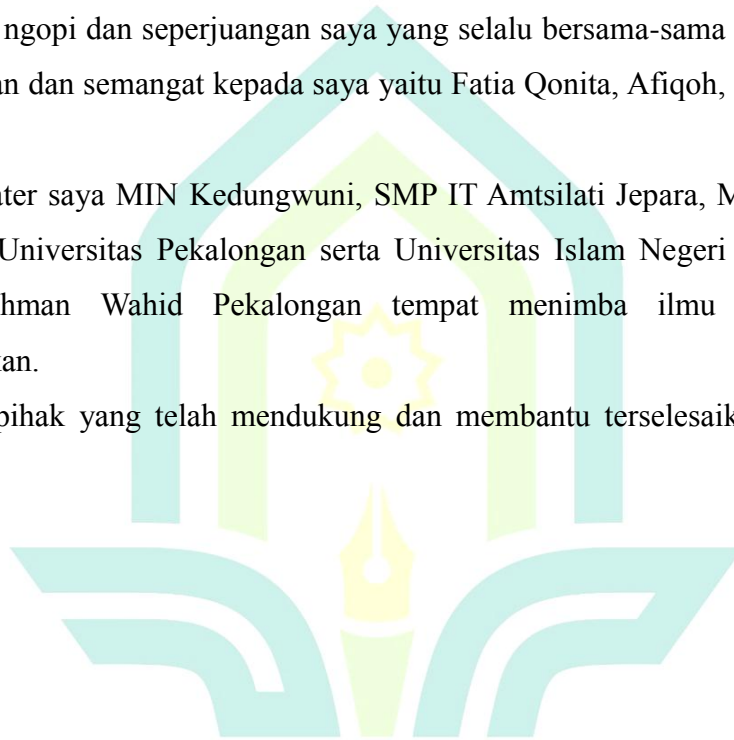 ngopi dan seperjuangan saya yang selalu bersama-sama
an dan semangat kepada saya yaitu Fatia Qonita, Afiqoh,
ater saya MIN Kedungwuni, SMP IT Amtsilati Jepara, M
Universitas Pekalongan serta Universitas Islam Negeri
hman Wahid Pekalongan tempat menimba ilmu
kan.
pihak yang telah mendukung dan membantu terselesaik